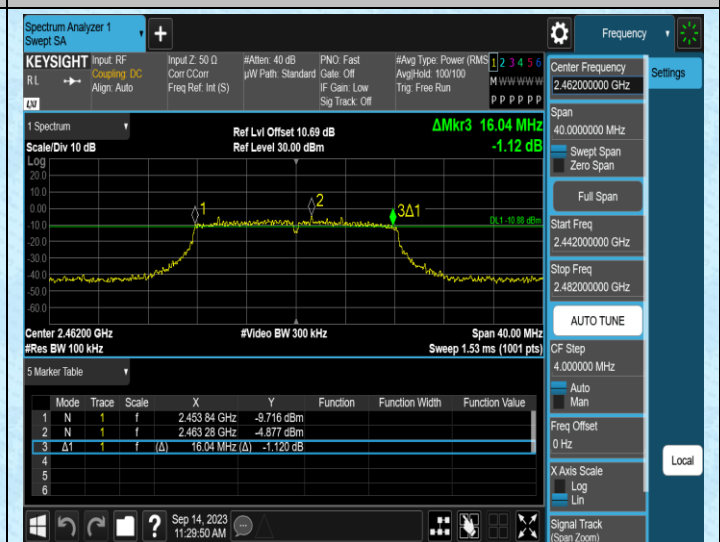 Spectrum Analyzer 1
Swept SA
Frequency
KEYSIGHT
Input: RF
Coupling: DC
Align: Auto
Input Z: 50 Ω
Corr CCorr
Freq Ref: Int (S)
#Atten: 40 dB
µW Path: Standard
PNO: Fast
Gate: Off
IF Gain: Low
Sig Track: Off
#Avg Type: Power (RMS
Avg|Hold: 100/100
Trig: Free Run
1 2 3 4 5 6
M W W W W W
P P P P P P
R L
LXI
Center Frequency
2.462000000 GHz
Settings
Span
40.0000000 MHz
Swept Span
Zero Span
Full Span
Start Freq
2.442000000 GHz
Stop Freq
2.482000000 GHz
AUTO TUNE
CF Step
4.000000 MHz
Auto
Man
Freq Offset
0 Hz
X Axis Scale
Log
Lin
Signal Track
(Span Zoom)
Local
1 Spectrum
Scale/Div 10 dB
Ref Lvl Offset 10.69 dB
Ref Level 30.00 dBm
ΔMkr3 16.04 MHz
-1.12 dB
Log
20.0
10.0
0.00
-10.0
-20.0
-30.0
-40.0
-50.0
-60.0
1
2
3Δ1
DL1 -10.88 dBm
Center 2.46200 GHz
#Video BW 300 kHz
Span 40.00 MHz
#Res BW 100 kHz
Sweep 1.53 ms (1001 pts)
5 Marker Table
Mode Trace Scale X Y Function Function Width Function Value
1 N 1 f 2.453 84 GHz -9.716 dBm
2 N 1 f 2.463 28 GHz -4.877 dBm
3 Δ1 1 f (Δ) 16.04 MHz (Δ) -1.120 dB
4
5
6
Sep 14, 2023
11:29:50 AM